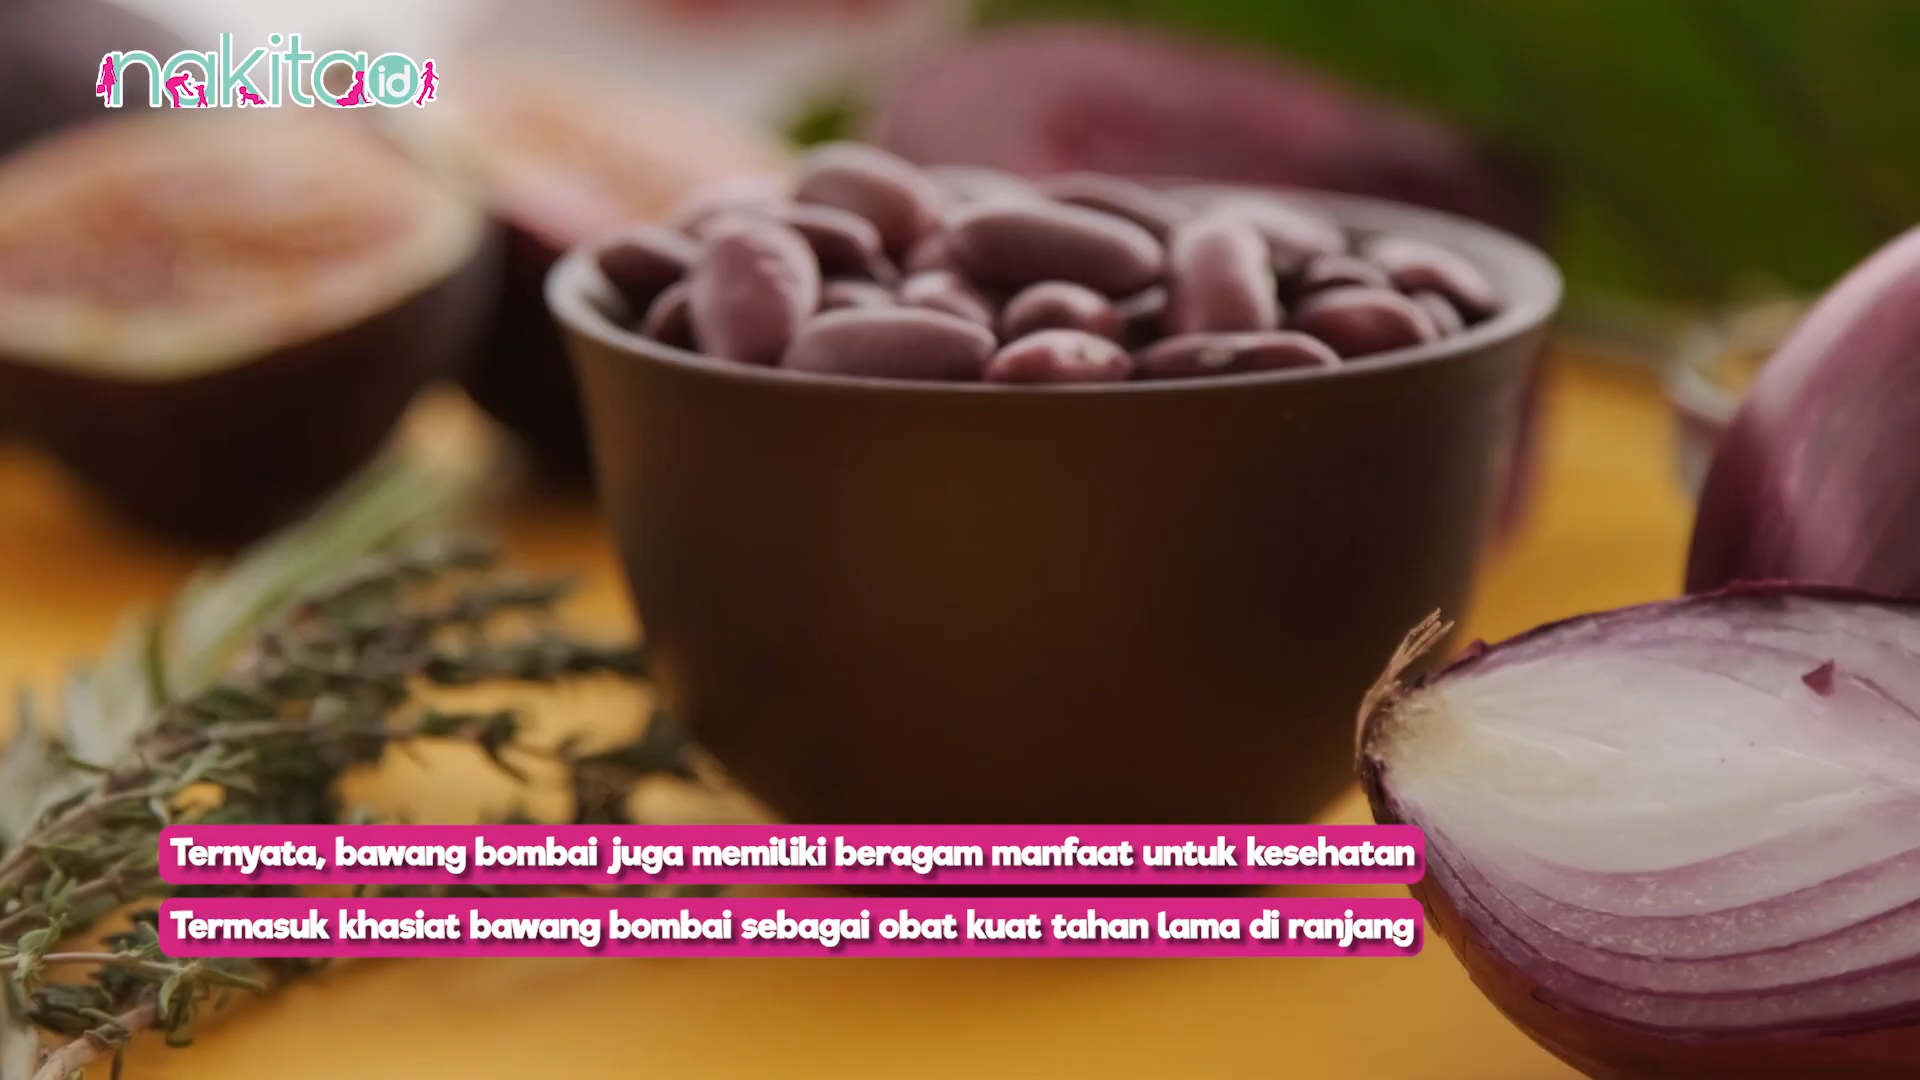 nakita id
Ternyata, bawang bombai juga memiliki beragam manfaat untuk kesehatan
Termasuk khasiat bawang bombai sebagai obat kuat tahan lama di ranjang